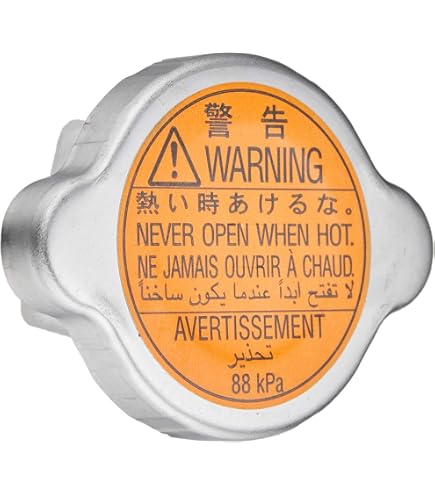 警告
WARNING
熱い時あけるな。
NEVER OPEN WHEN HOT.
NE JAMAIS OUVRIR À CHAUD.
لا تفتح ابداً عندما يكون ساخناً
AVERTISSEMENT
تحذير
88 kPa